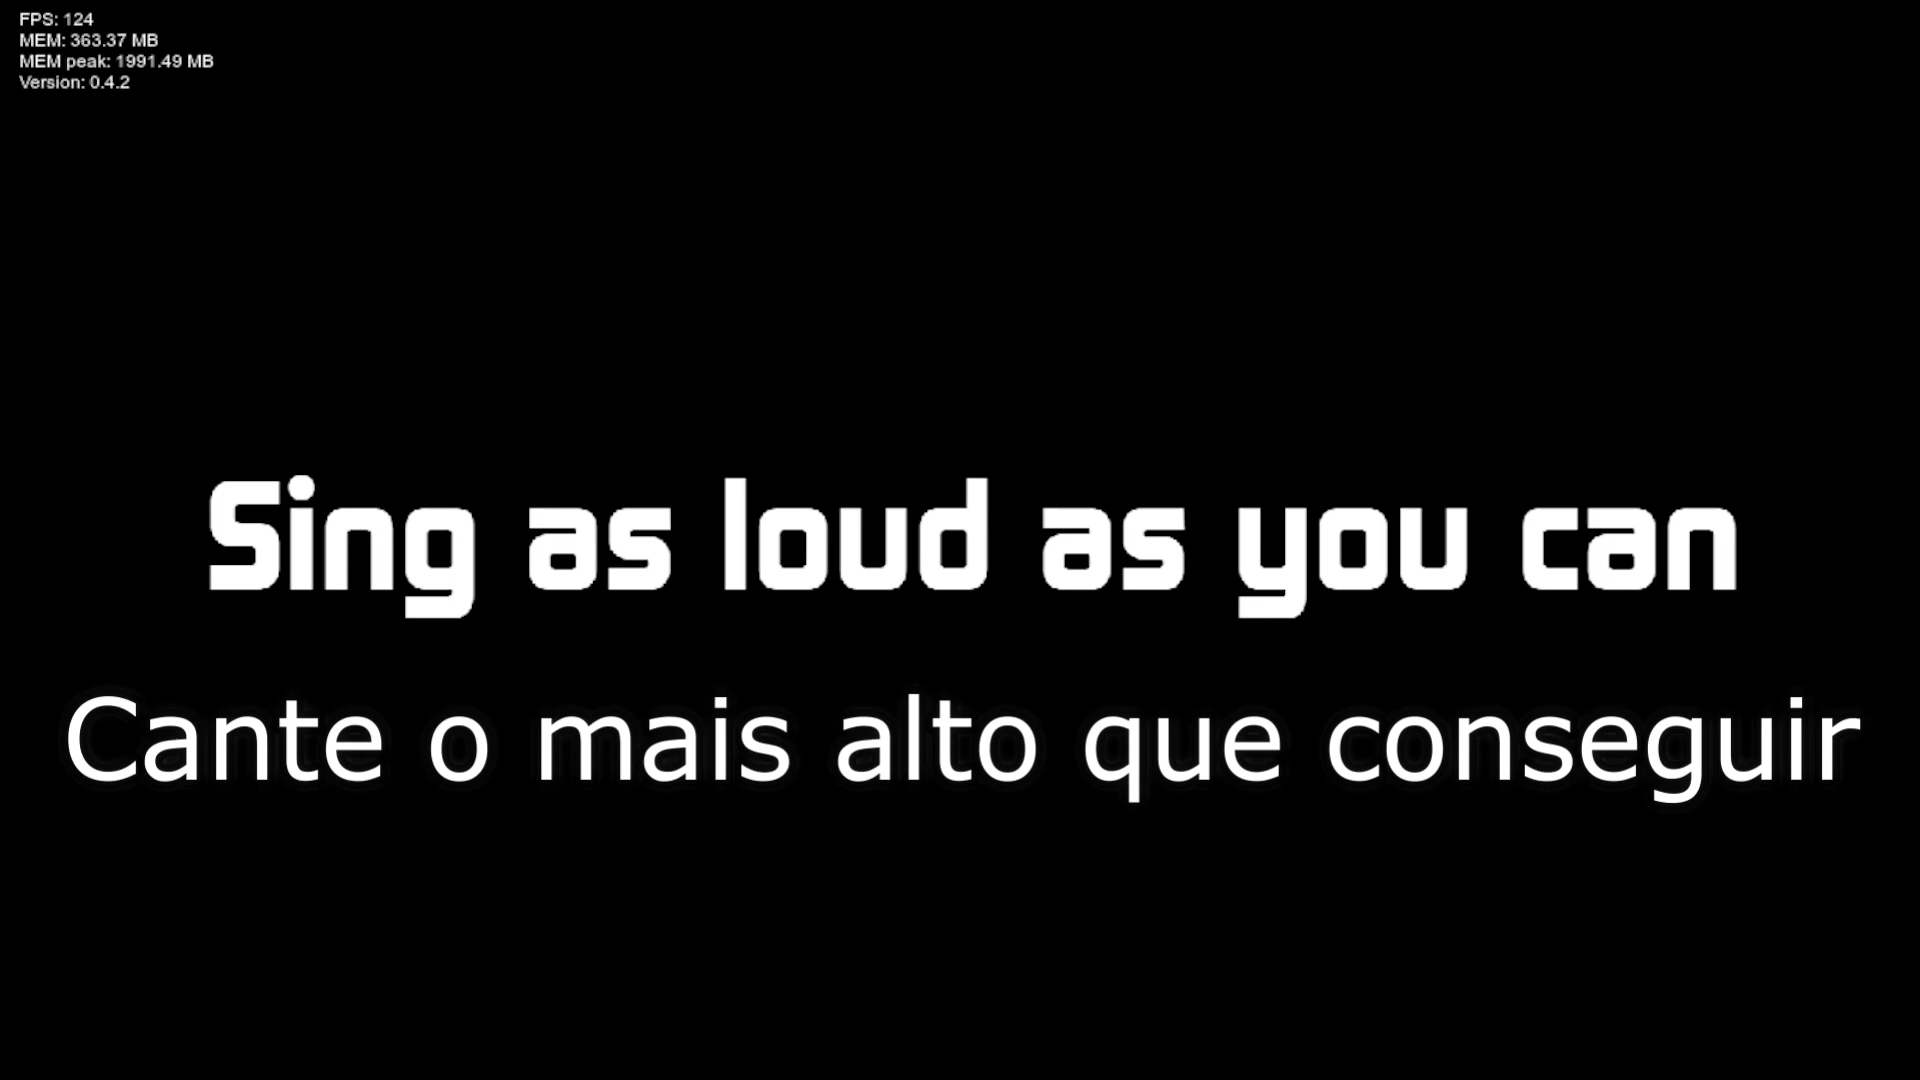 FPS: 124
MEM: 363.37 MB
MEM peak: 1991.49 MB
Version: 0.4.2
Sing as loud as you can
Cante o mais alto que conseguir